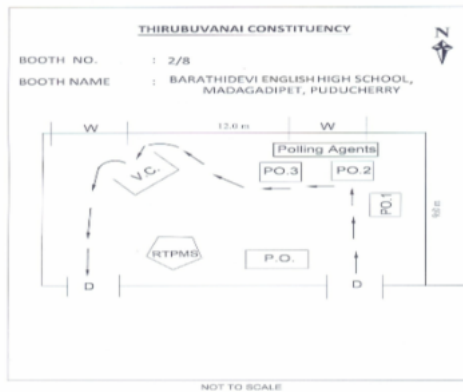 THIRUBUVANAI CONSTITUENCY
N
BOOTH NO. : 2/8
BOOTH NAME : BARATHIDEVI ENGLISH HIGH SCHOOL,
MADAGADIPET, PUDUCHERRY
W 12.0 m W
Polling Agents
V.C. PO.3 PO.2
PO.1
RTPMS P.O.
D D
NOT TO SCALE